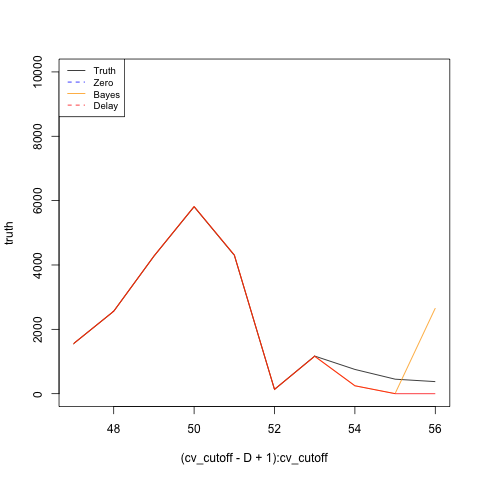 Truth
Zero
Bayes
Delay
truth
0
2000
4000
6000
8000
10000
48
50
52
54
56
(cv_cutoff - D + 1):cv_cutoff